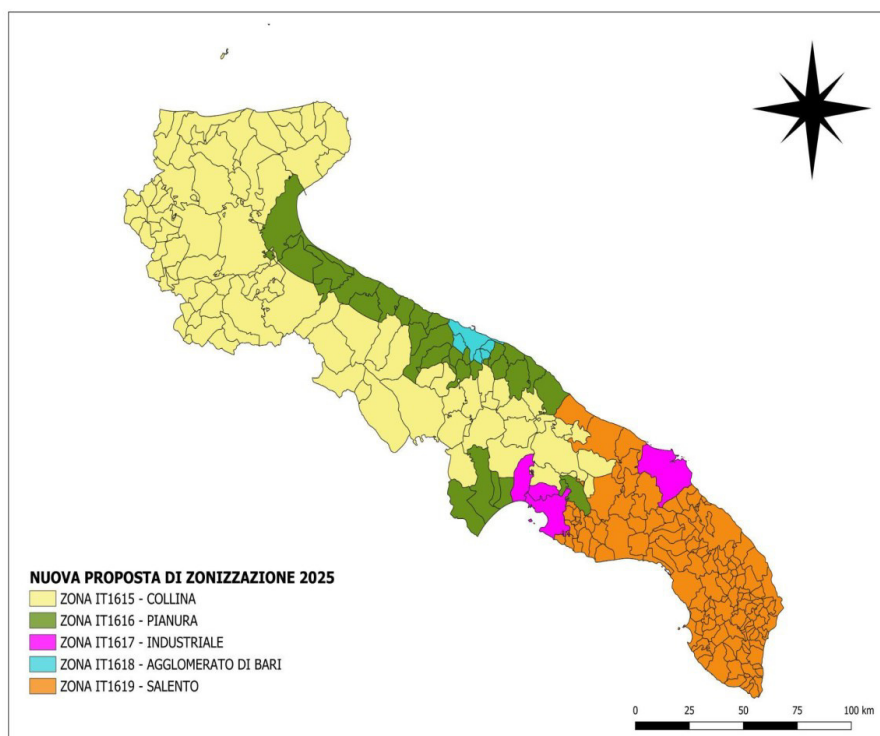 NUOVA PROPOSTA DI ZONIZZAZIONE 2025
ZONA IT1615 - COLLINA
ZONA IT1616 - PIANURA
ZONA IT1617 - INDUSTRIALE
ZONA IT1618 - AGGLOMERATO DI BARI
ZONA IT1619 - SALENTO
0 25 50 75 100 km